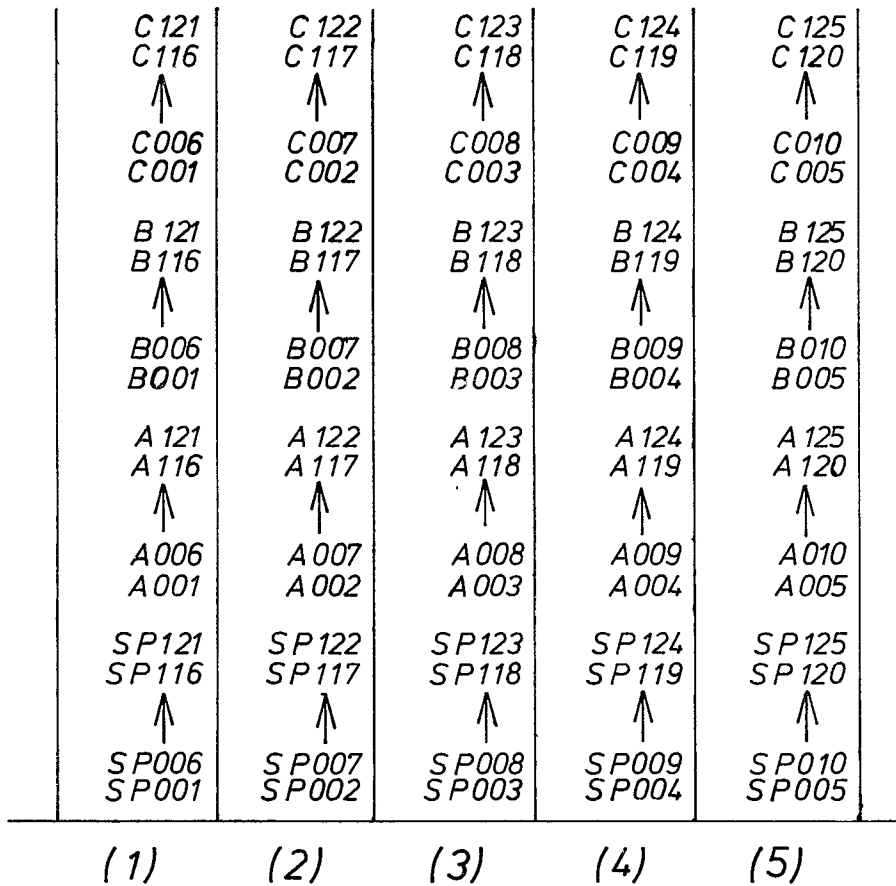 C121 C122 C123 C124 C125
C116 C117 C118 C119 C120
C006 C007 C008 C009 C010
C001 C002 C003 C004 C005
B121 B122 B123 B124 B125
B116 B117 B118 B119 B120
B006 B007 B008 B009 B010
B001 B002 B003 B004 B005
A121 A122 A123 A124 A125
A116 A117 A118 A119 A120
A006 A007 A008 A009 A010
A001 A002 A003 A004 A005
SP121 SP122 SP123 SP124 SP125
SP116 SP117 SP118 SP119 SP120
SP006 SP007 SP008 SP009 SP010
SP001 SP002 SP003 SP004 SP005
(1) (2) (3) (4) (5)